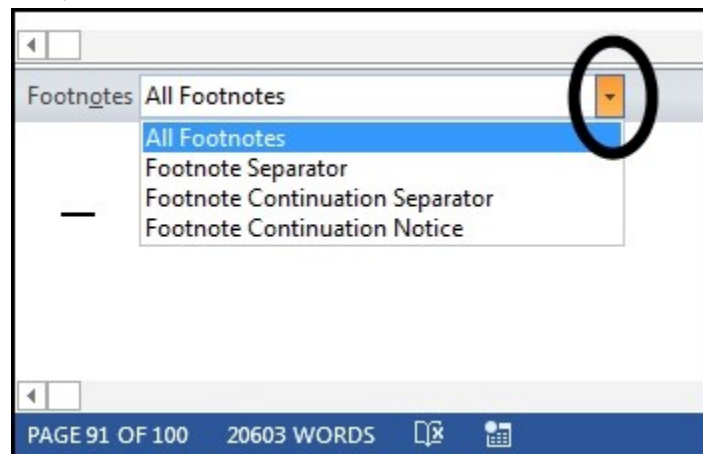 Footnotes All Footnotes
All Footnotes
Footnote Separator
Footnote Continuation Separator
Footnote Continuation Notice
PAGE 91 OF 100 20603 WORDS